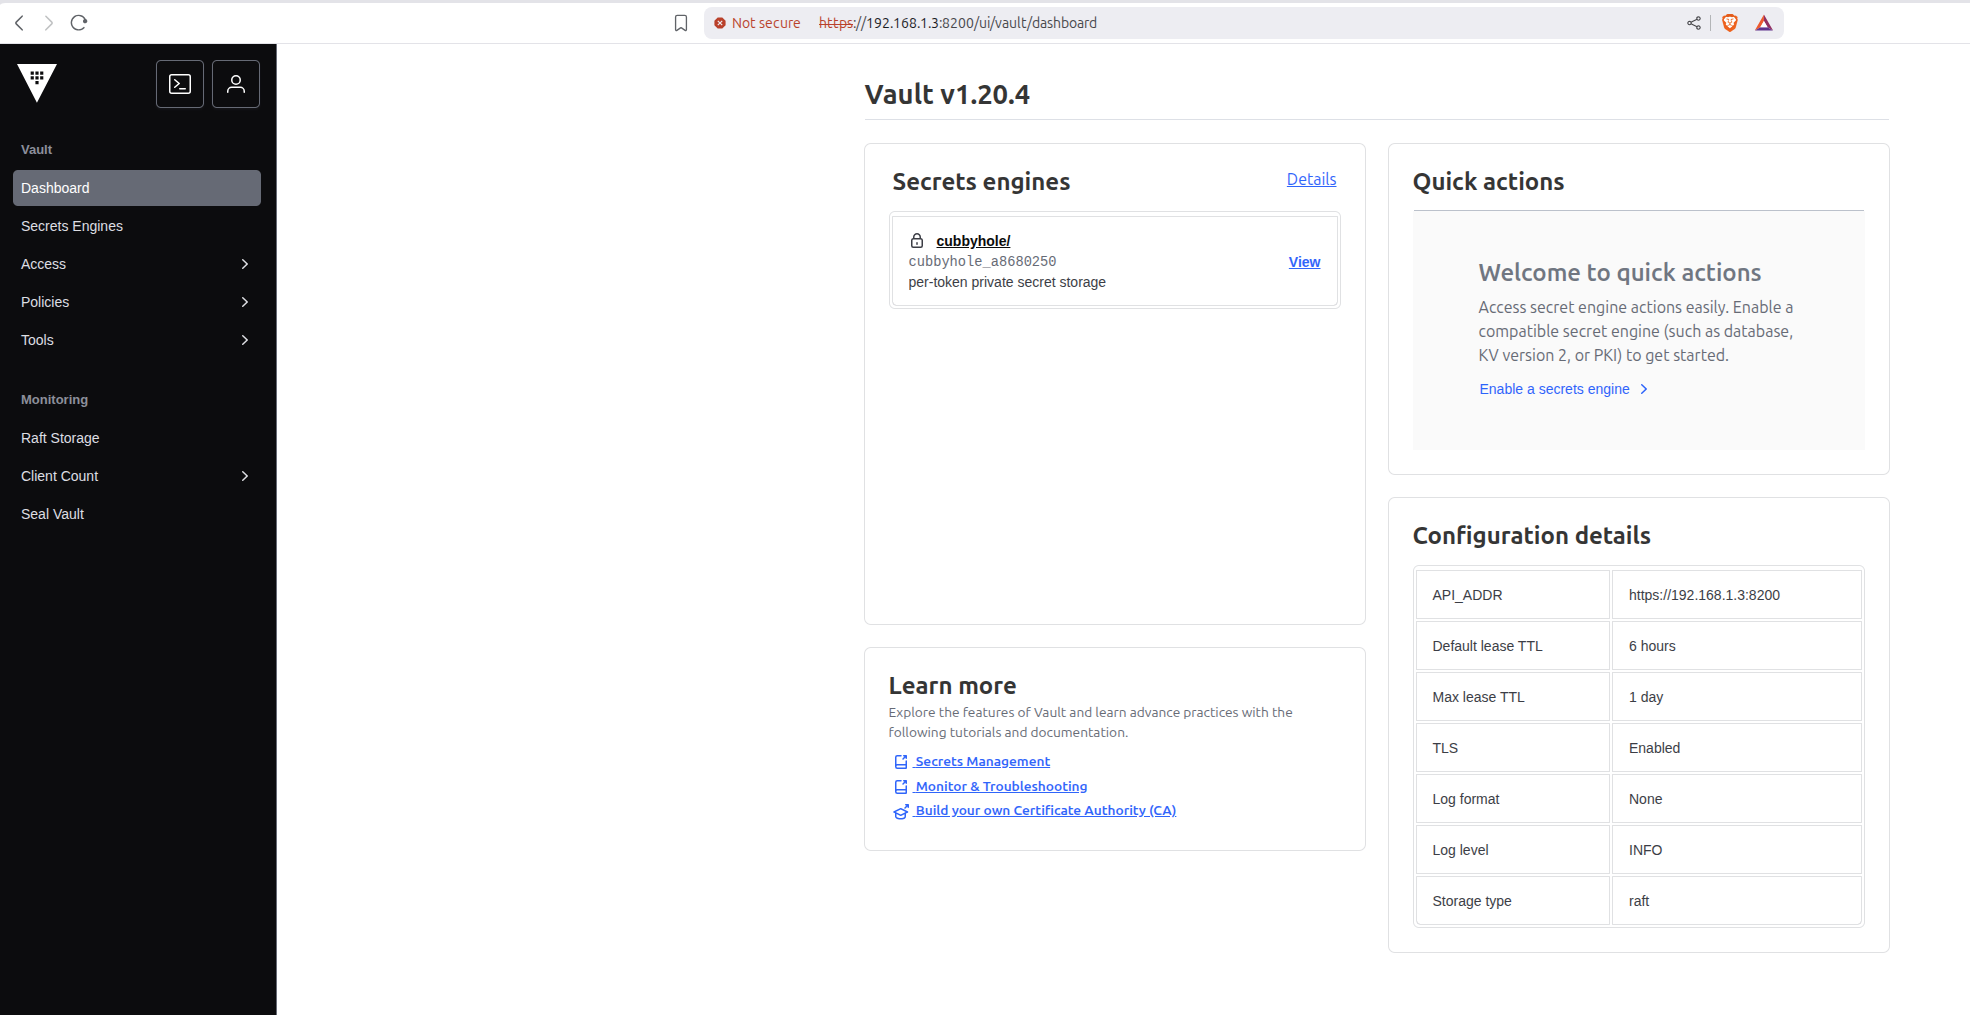 Not secure https://192.168.1.3:8200/ui/vault/dashboard
Vault
Dashboard
Secrets Engines
Access
Policies
Tools
Monitoring
Raft Storage
Client Count
Seal Vault
Vault v1.20.4
Secrets engines
Details
cubbyhole/
cubbyhole_a8680250
View
per-token private secret storage
Learn more
Explore the features of Vault and learn advance practices with the
following tutorials and documentation.
Secrets Management
Monitor & Troubleshooting
Build your own Certificate Authority (CA)
Quick actions
Welcome to quick actions
Access secret engine actions easily. Enable a
compatible secret engine (such as database,
KV version 2, or PKI) to get started.
Enable a secrets engine
Configuration details
API_ADDR https://192.168.1.3:8200
Default lease TTL 6 hours
Max lease TTL 1 day
TLS Enabled
Log format None
Log level INFO
Storage type raft